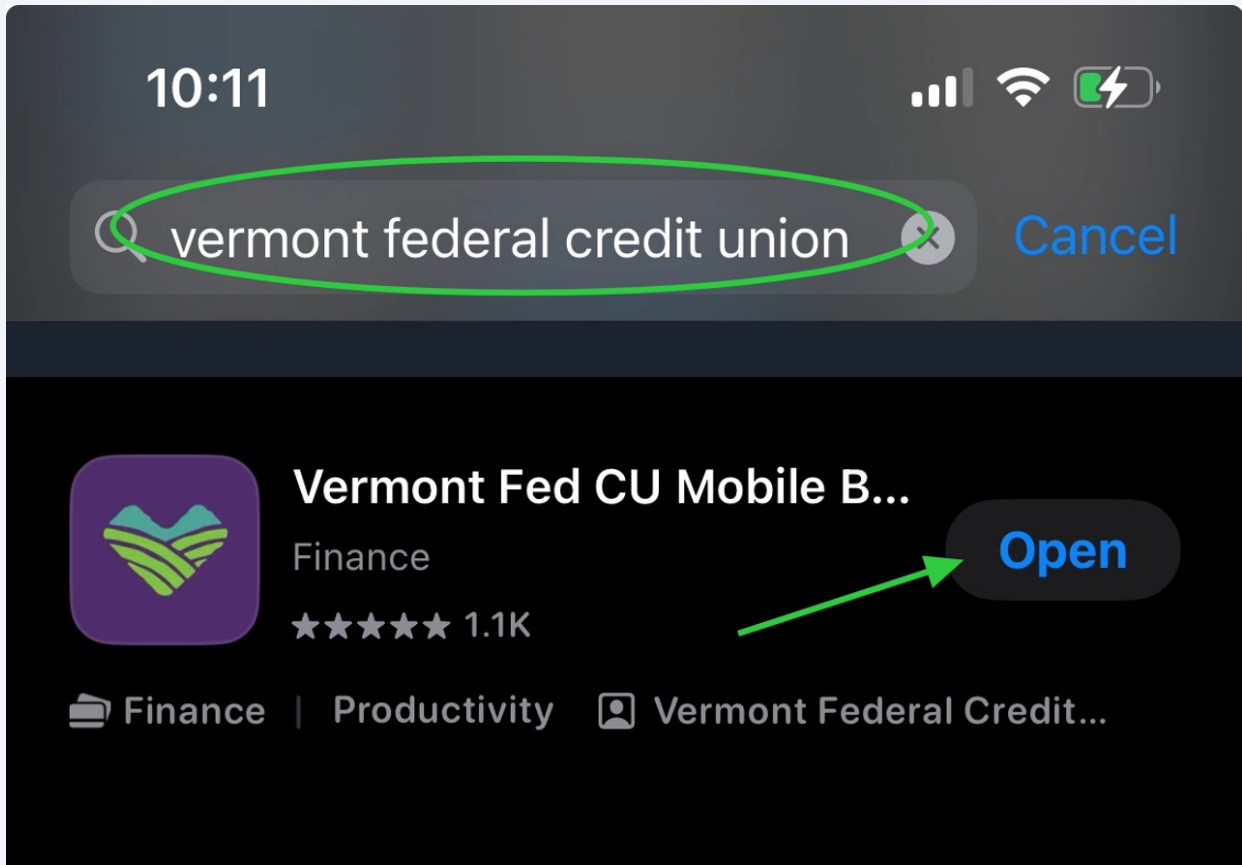 10:11
vermont federal credit union
Cancel
Vermont Fed CU Mobile B...
Finance
Open
1.1K
Finance | Productivity Vermont Federal Credit...